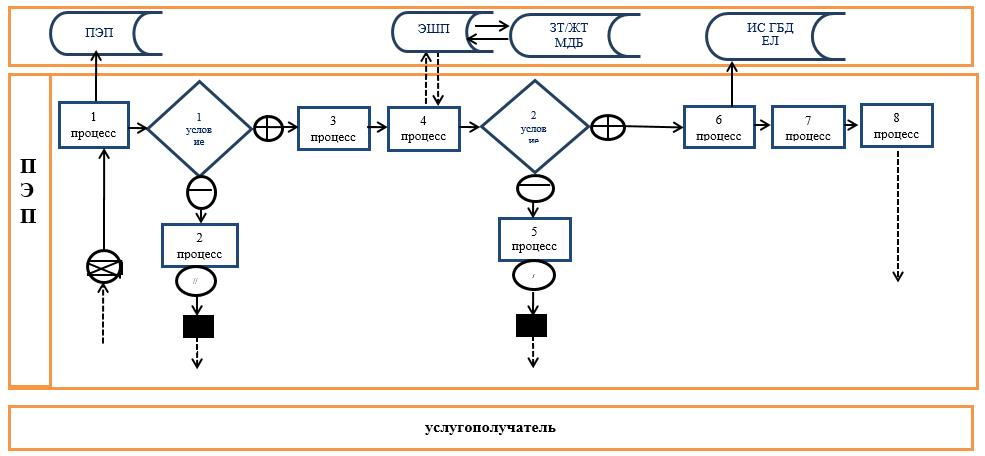 ПЭП
ЭШП
ЗТ/ЖТ
МДБ
ИС ГБД
ЕЛ
П
Э
П
1
процесс
1
услов
ие
3
процесс
4
процесс
2
услов
ие
6
процесс
7
процесс
8
процесс
2
процесс
5
процесс
//
услугополучатель